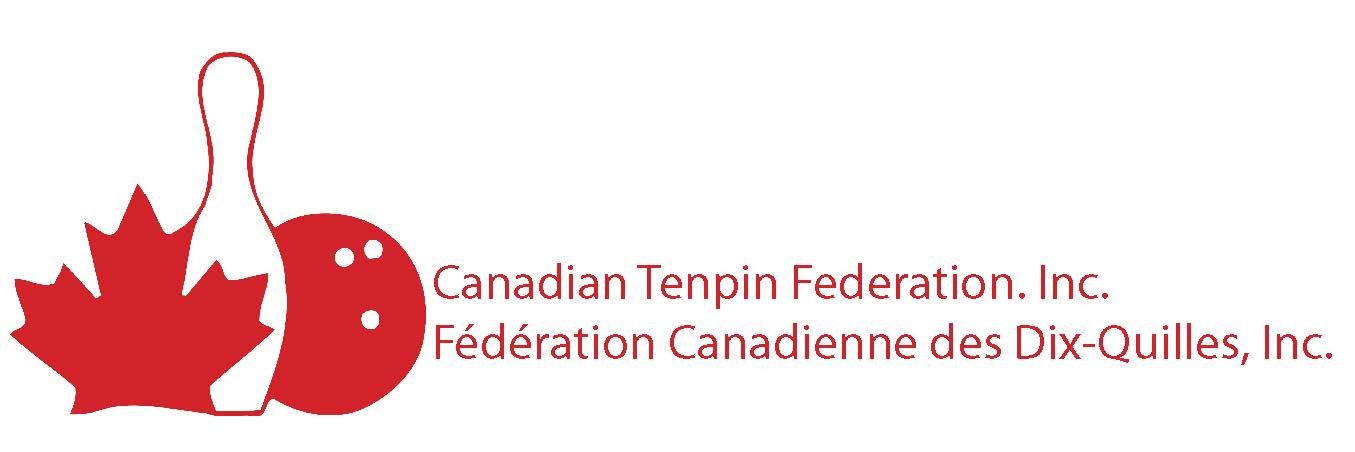 Canadian Tenpin Federation. Inc.
Fédération Canadienne des Dix-Quilles, Inc.